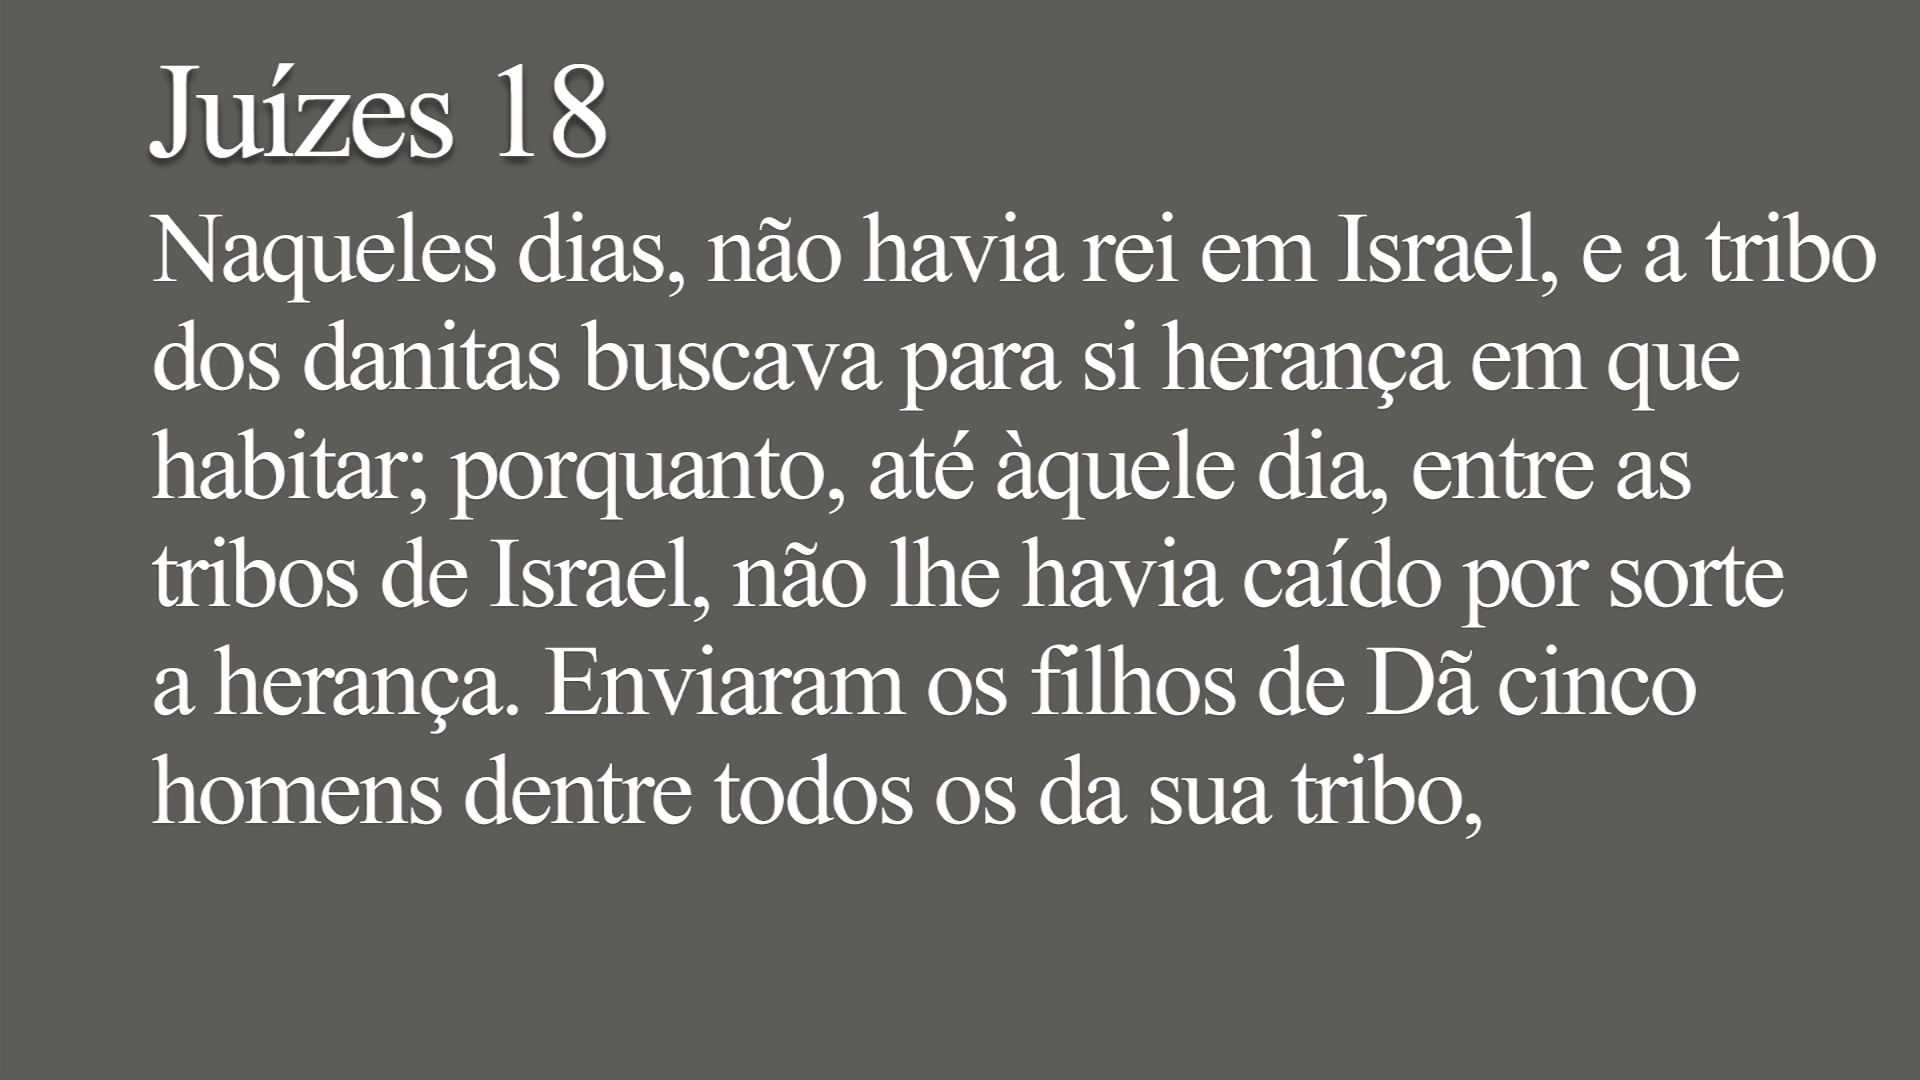 Juízes 18
Naqueles dias, não havia rei em Israel, e a tribo
dos danitas buscava para si herança em que
habitar; porquanto, até àquele dia, entre as
tribos de Israel, não lhe havia caído por sorte
a herança. Enviaram os filhos de Dã cinco
homens dentre todos os da sua tribo,